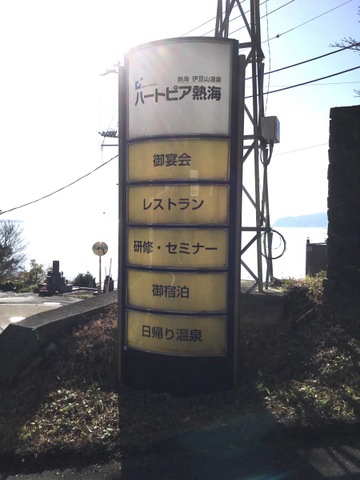 熱海 伊豆山温泉
ハートピア熱海
御宴会
レストラン
研修・セミナー
御宿泊
日帰り温泉